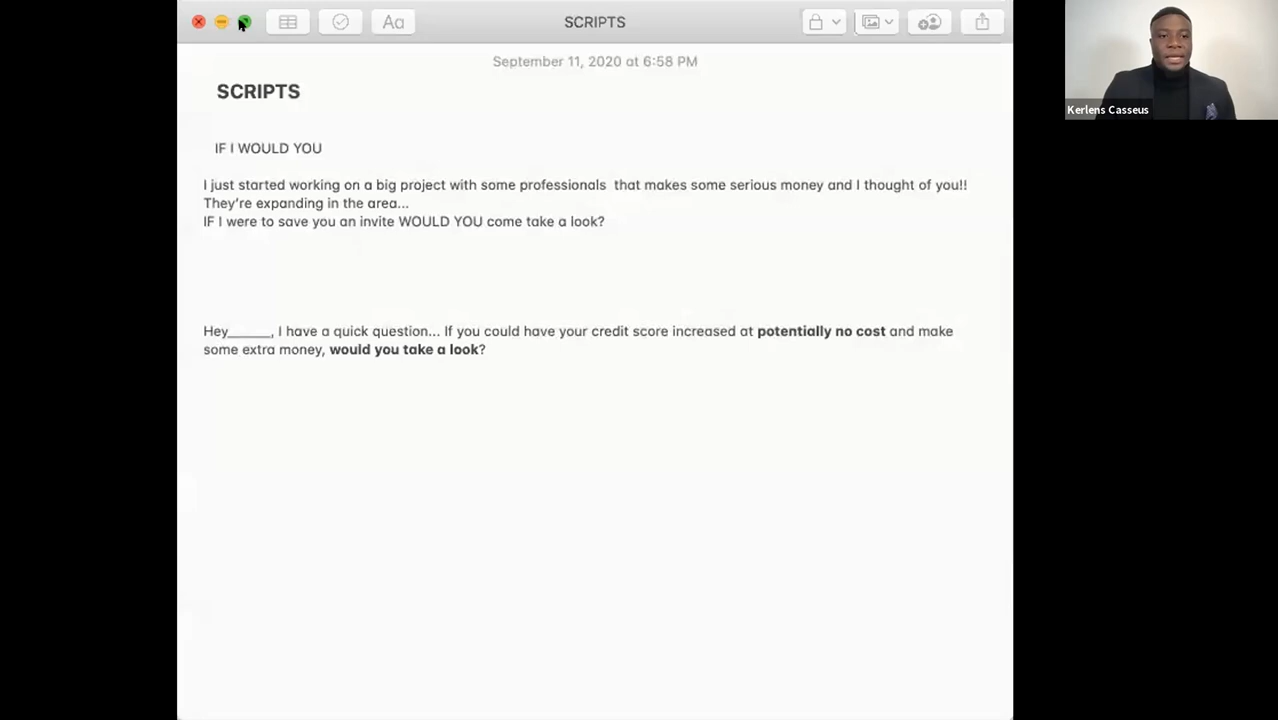 Aa
SCRIPTS
September 11, 2020 at 6:58 PM
SCRIPTS
IF I WOULD YOU
I just started working on a big project with some professionals  that makes some serious money and I thought of you!!
They’re expanding in the area...
IF I were to save you an invite WOULD YOU come take a look?
Hey______, I have a quick question... If you could have your credit score increased at potentially no cost and make
some extra money, would you take a look?
Kerlens Casseus